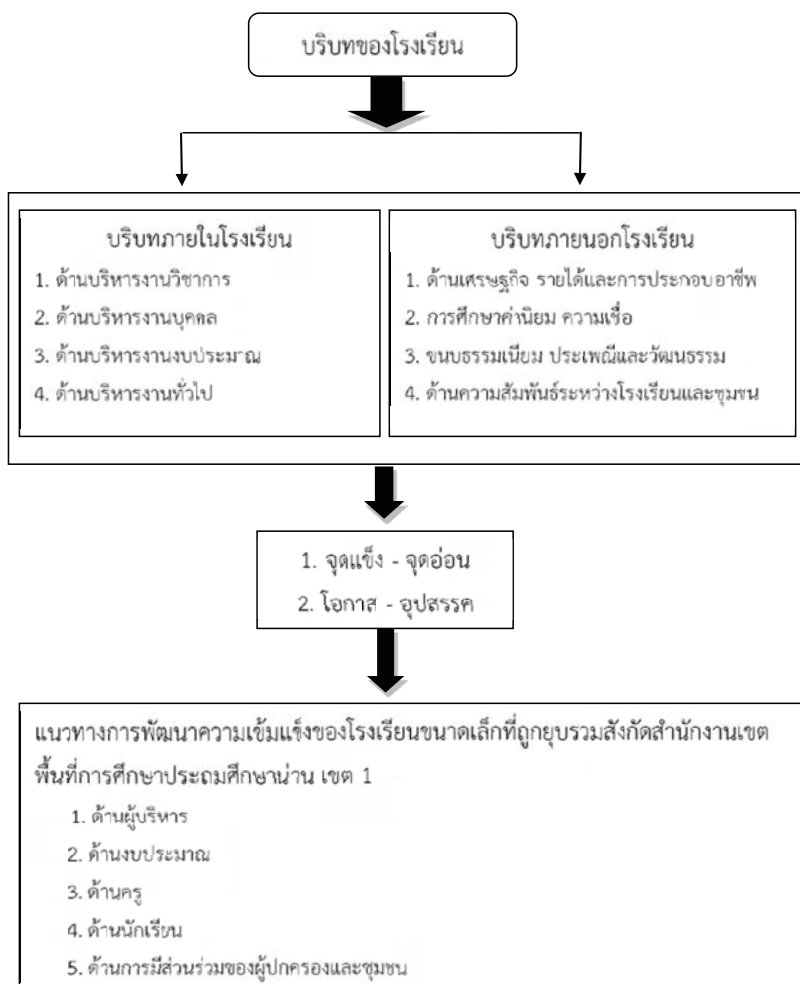 บริบทของโรงเรียน
บริบทภายในโรงเรียน
1. ด้านบริหารงานวิชาการ
2. ด้านบริหารงานบุคคล
3. ด้านบริหารงานงบประมาณ
4. ด้านบริหารงานทั่วไป
บริบทภายนอกโรงเรียน
1. ด้านเศรษฐกิจ รายได้และการประกอบอาชีพ
2. การศึกษาค่านิยม ความเชื่อ
3. ขนบธรรมเนียม ประเพณีและวัฒนธรรม
4. ด้านความสัมพันธ์ระหว่างโรงเรียนและชุมชน
1. จุดแข็ง - จุดอ่อน
2. โอกาส - อุปสรรค
แนวทางการพัฒนาความเข้มแข็งของโรงเรียนขนาดเล็กที่ถูกยุบรวมสังกัดสำนักงานเขต
พื้นที่การศึกษาประถมศึกษาน่าน เขต 1
1. ด้านผู้บริหาร
2. ด้านงบประมาณ
3. ด้านครู
4. ด้านนักเรียน
5. ด้านการมีส่วนร่วมของผู้ปกครองและชุมชน